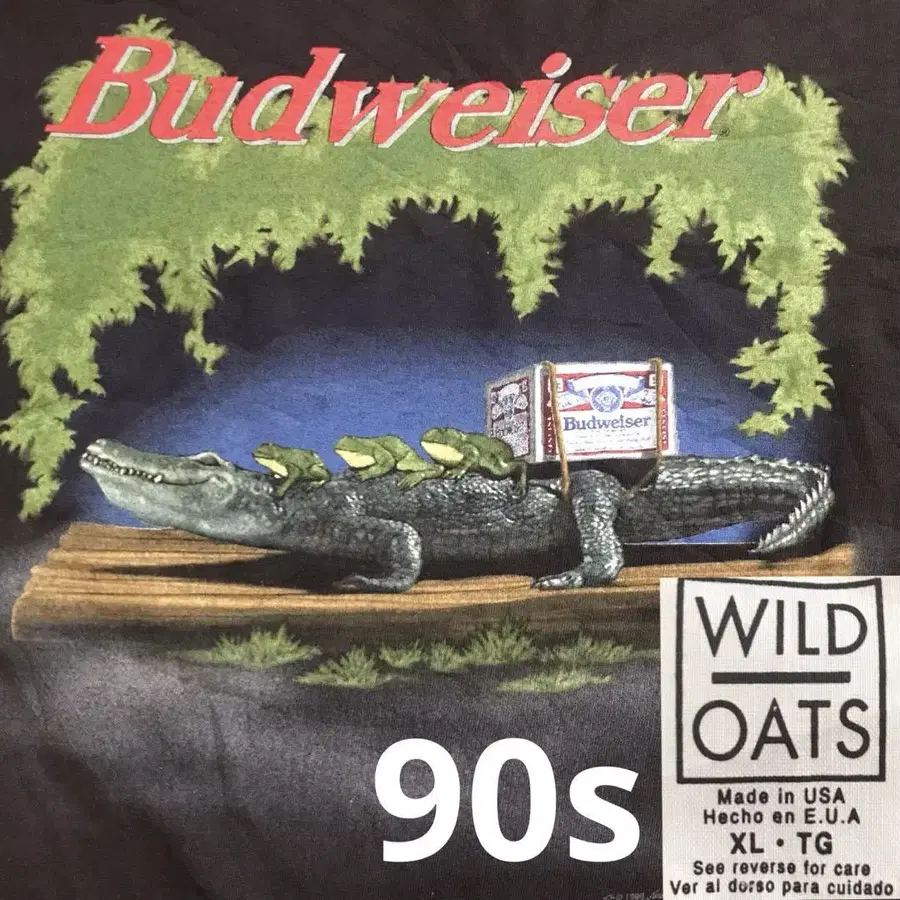 Budweiser
Budweiser
90s
WILD
OATS
Made in USA
Hecho en E.U.A
XL • TG
See reverse for care
Ver al dorso para cuidado